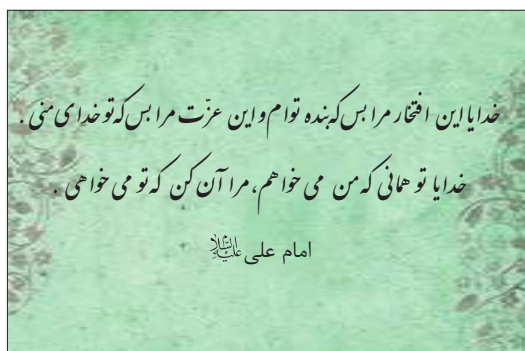 خدایا این افتخار مرا بس که بنده توام و این عزّت مرا بس که تو خدای منی .
خدایا تو همانی که من می خواهم، مرا آن کن که تو می خواهی .
امام علی علیه‌السلام